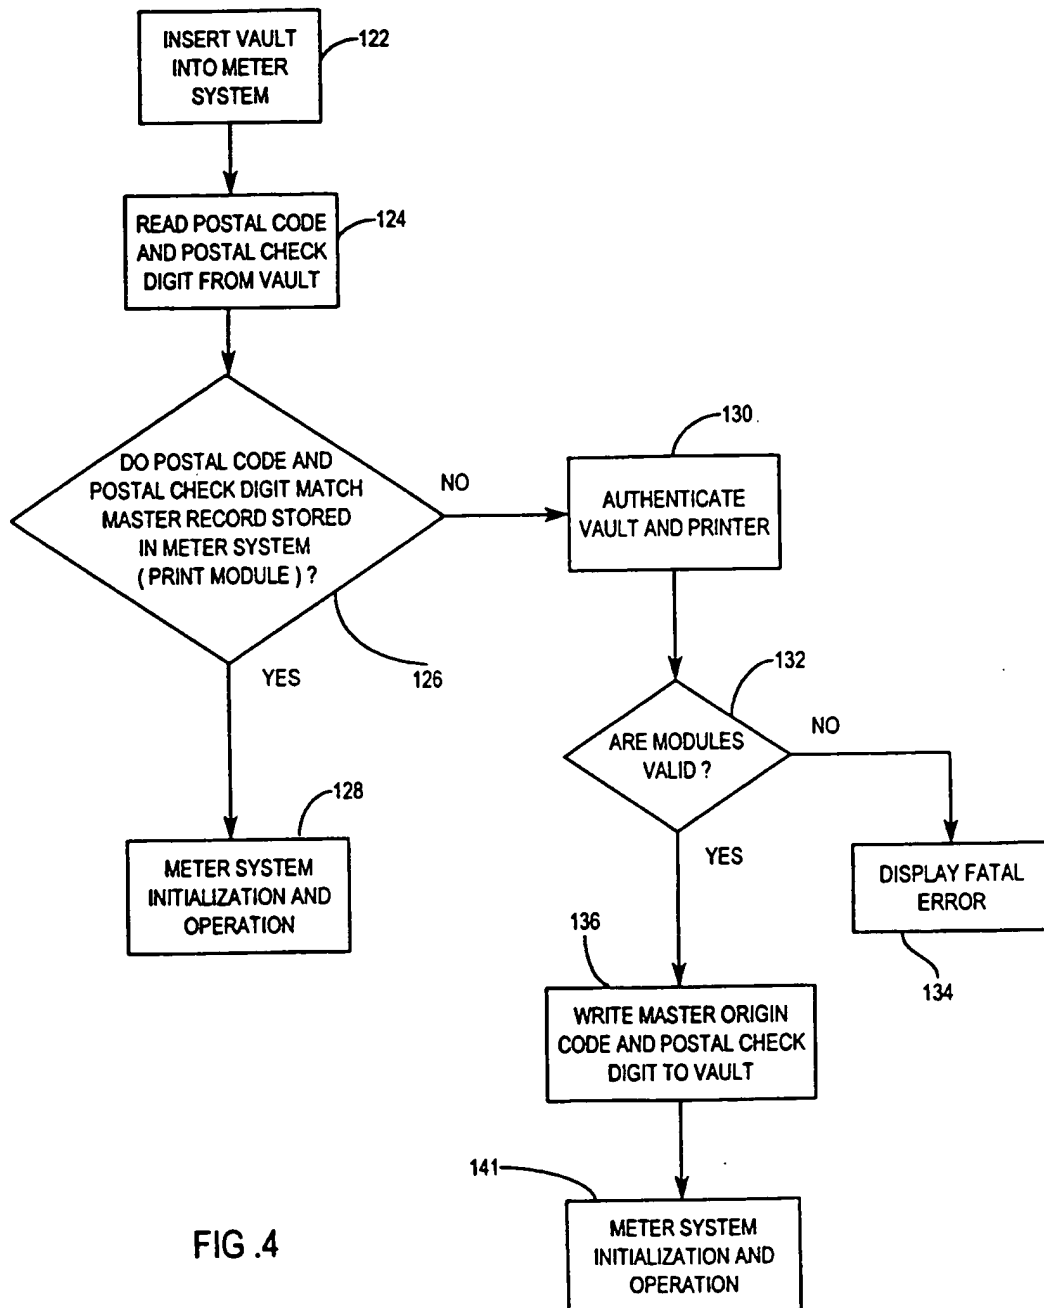 INSERT VAULT
INTO METER
SYSTEM
122
READ POSTAL CODE
AND POSTAL CHECK
DIGIT FROM VAULT
124
DO POSTAL CODE AND
POSTAL CHECK DIGIT MATCH
MASTER RECORD STORED
IN METER SYSTEM
( PRINT MODULE ) ?
126
NO
YES
130
AUTHENTICATE
VAULT AND PRINTER
132
ARE MODULES
VALID ?
NO
YES
128
METER SYSTEM
INITIALIZATION AND
OPERATION
DISPLAY FATAL
ERROR
134
136
WRITE MASTER ORIGIN
CODE AND POSTAL CHECK
DIGIT TO VAULT
141
METER SYSTEM
INITIALIZATION AND
OPERATION
FIG .4